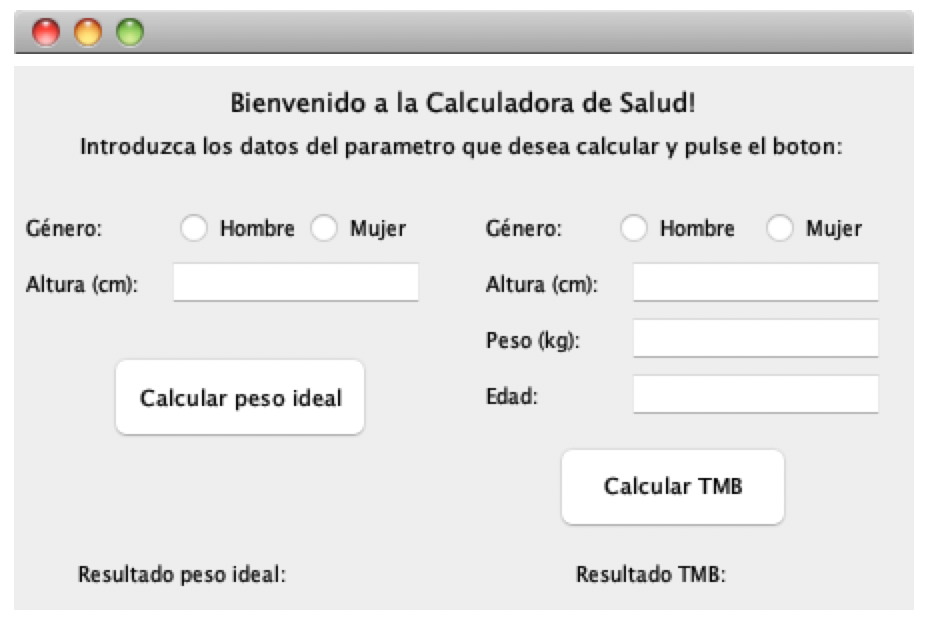 Bienvenido a la Calculadora de Salud!
Introduzca los datos del parametro que desea calcular y pulse el boton:
Género: Hombre Mujer
Altura (cm):
Calcular peso ideal
Resultado peso ideal:
Género: Hombre Mujer
Altura (cm):
Peso (kg):
Edad:
Calcular TMB
Resultado TMB: